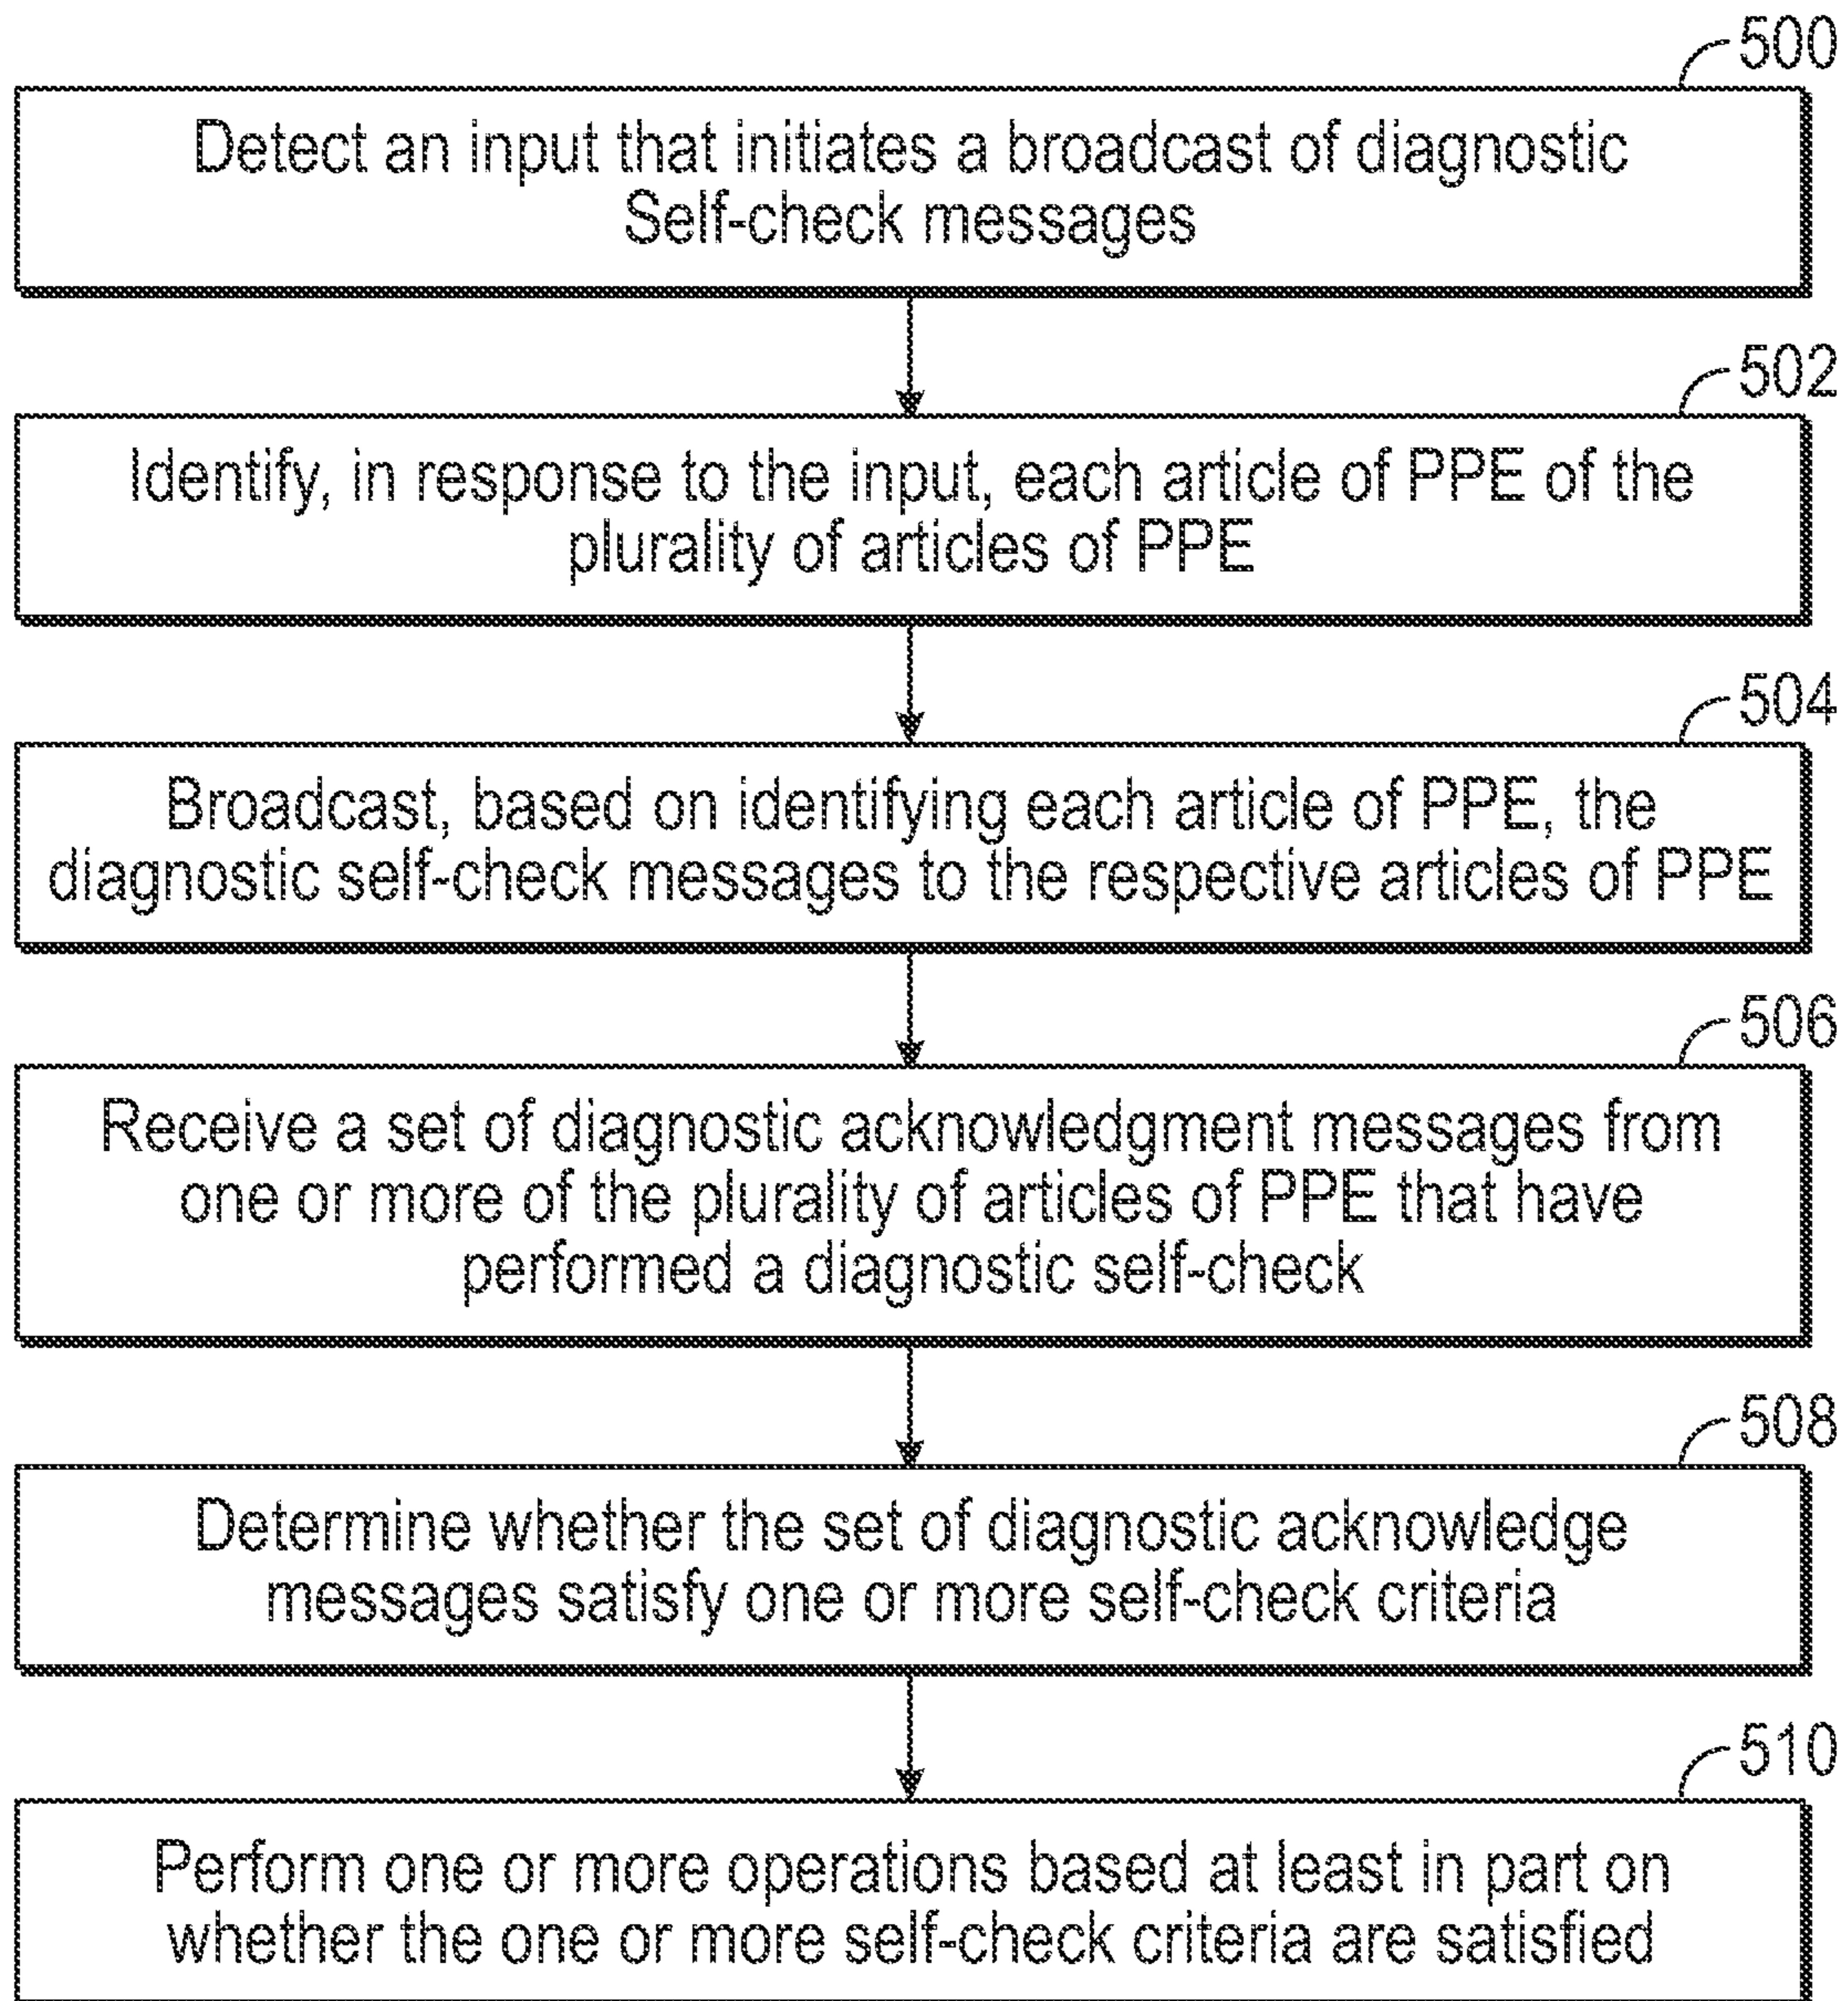 500
Detect an input that initiates a broadcast of diagnostic
Self-check messages
502
Identify, in response to the input, each article of PPE of the
plurality of articles of PPE
504
Broadcast, based on identifying each article of PPE, the
diagnostic self-check messages to the respective articles of PPE
506
Receive a set of diagnostic acknowledgment messages from
one or more of the plurality of articles of PPE that have
performed a diagnostic self-check
508
Determine whether the set of diagnostic acknowledge
messages satisfy one or more self-check criteria
510
Perform one or more operations based at least in part on
whether the one or more self-check criteria are satisfied